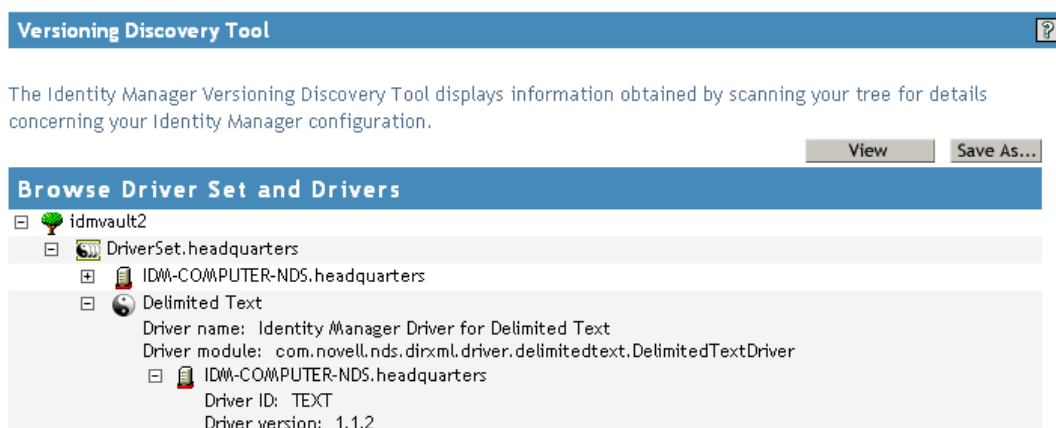 Versioning Discovery Tool
?
The Identity Manager Versioning Discovery Tool displays information obtained by scanning your tree for details
concerning your Identity Manager configuration.
View Save As...
Browse Driver Set and Drivers
idmvault2
DriverSet.headquarters
IDM-COMPUTER-NDS.headquarters
Delimited Text
Driver name: Identity Manager Driver for Delimited Text
Driver module: com.novell.nds.dirxml.driver.delimitedtext.DelimitedTextDriver
IDM-COMPUTER-NDS.headquarters
Driver ID: TEXT
Driver version: 1.1.2